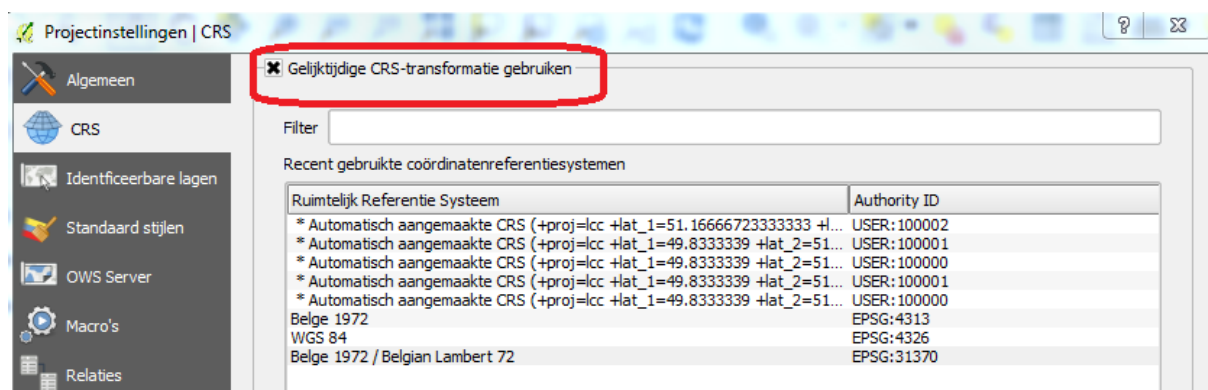 Projectinstellingen | CRS
Algemeen
CRS
Identficeerbare lagen
Standaard stijlen
OWS Server
Macro's
Relaties
Gelijktijdige CRS-transformatie gebruiken
Filter
Recent gebruikte coördinatenreferentiesystemen
Ruimtelijk Referentie Systeem Authority ID
* Automatisch aangemaakte CRS (+proj=lcc +lat_1=51.16666723333333 +l... USER:100002
* Automatisch aangemaakte CRS (+proj=lcc +lat_1=49.8333339 +lat_2=51... USER:100001
* Automatisch aangemaakte CRS (+proj=lcc +lat_1=49.8333339 +lat_2=51... USER:100000
* Automatisch aangemaakte CRS (+proj=lcc +lat_1=49.8333339 +lat_2=51... USER:100001
* Automatisch aangemaakte CRS (+proj=lcc +lat_1=49.8333339 +lat_2=51... USER:100000
Belge 1972 EPSG:4313
WGS 84 EPSG:4326
Belge 1972 / Belgian Lambert 72 EPSG:31370